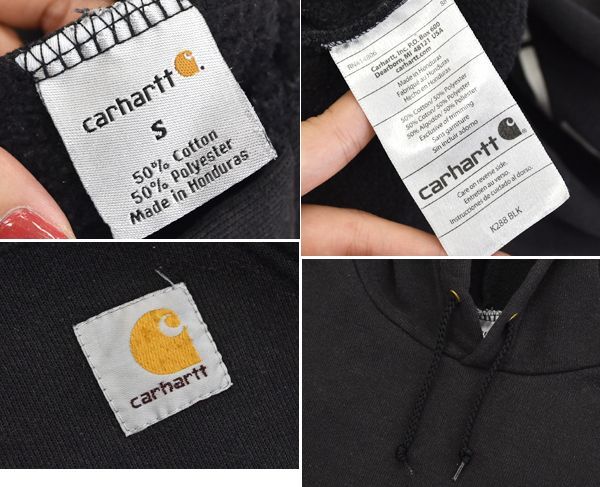 carhartt
S
50% Cotton
50% Polyester
Made in Honduras
RN#14806
Carhartt, Inc. P.O. Box 600
Dearborn, MI 48121 USA
carhartt.com
Made in Honduras
Fabriqué au Honduras
Hecho en Honduras
50% Cotton/ 50% Polyester
50% Coton/ 50% Polyester
50% Algodón/ 50% Poliéster
Exclusive of trimming
Sans garniture
Sin incluir adorno
carhartt
Care on reverse side.
Entretien au verso.
Instrucciones de cuidado al dorso.
K288 BLK
carhartt